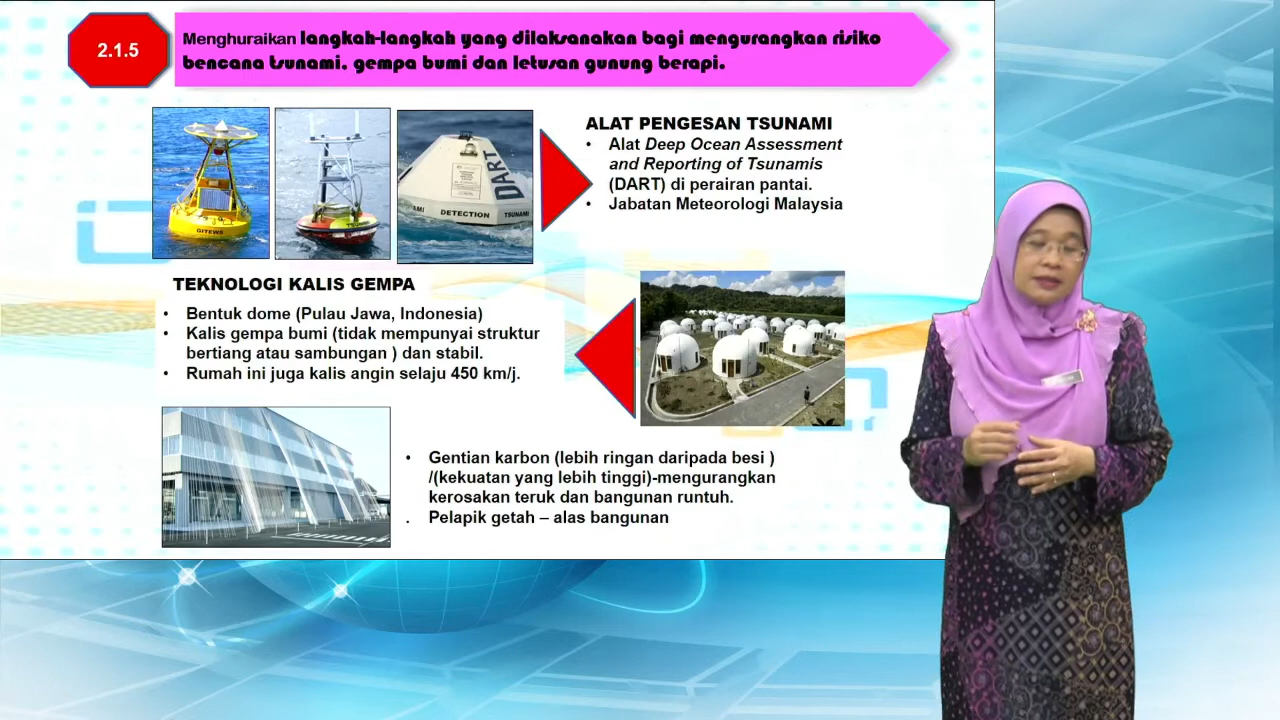 2.1.5
Menghuraikan langkah-langkah yang dilaksanakan bagi mengurangkan risiko
bencana tsunami, gempa bumi dan letusan gunung berapi.
GITEWS
DART
DETECTION
TSUNAMI
ALAT PENGESAN TSUNAMI
• Alat Deep Ocean Assessment
and Reporting of Tsunamis
(DART) di perairan pantai.
• Jabatan Meteorologi Malaysia
TEKNOLOGI KALIS GEMPA
• Bentuk dome (Pulau Jawa, Indonesia)
• Kalis gempa bumi (tidak mempunyai struktur
bertiang atau sambungan ) dan stabil.
• Rumah ini juga kalis angin selaju 450 km/j.
• Gentian karbon (lebih ringan daripada besi )
/(kekuatan yang lebih tinggi)-mengurangkan
kerosakan teruk dan bangunan runtuh.
. Pelapik getah – alas bangunan